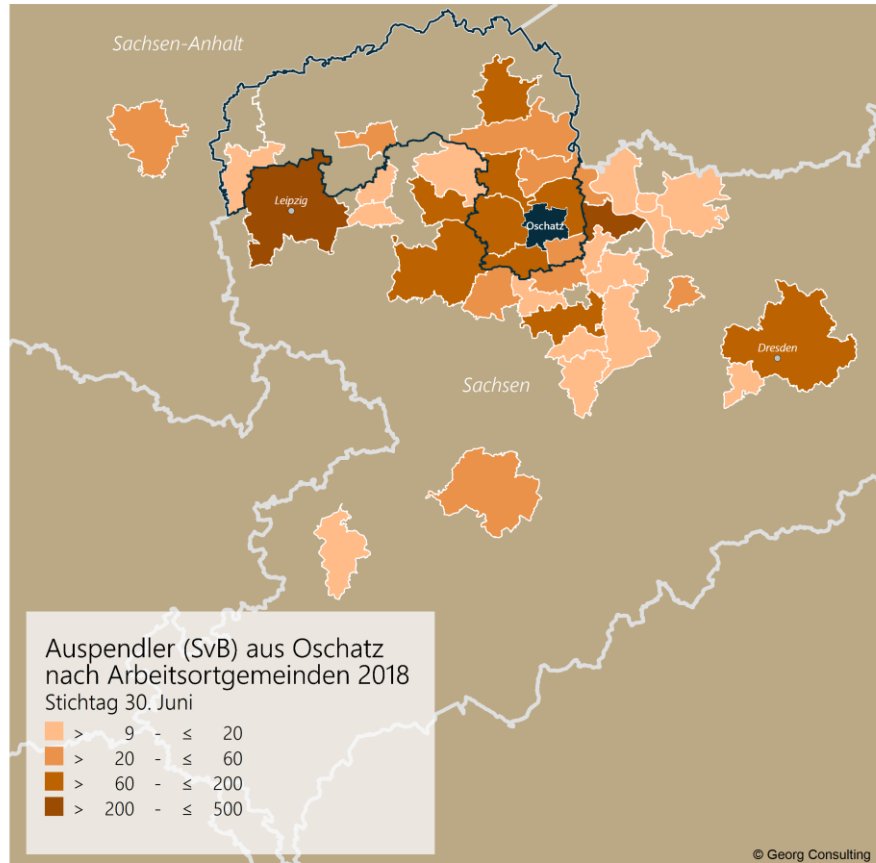 Sachsen-Anhalt
Leipzig
Oschatz
Dresden
Sachsen
Auspendler (SvB) aus Oschatz
nach Arbeitsortgemeinden 2018
Stichtag 30. Juni
> 9 - ≤ 20
> 20 - ≤ 60
> 60 - ≤ 200
> 200 - ≤ 500
© Georg Consulting